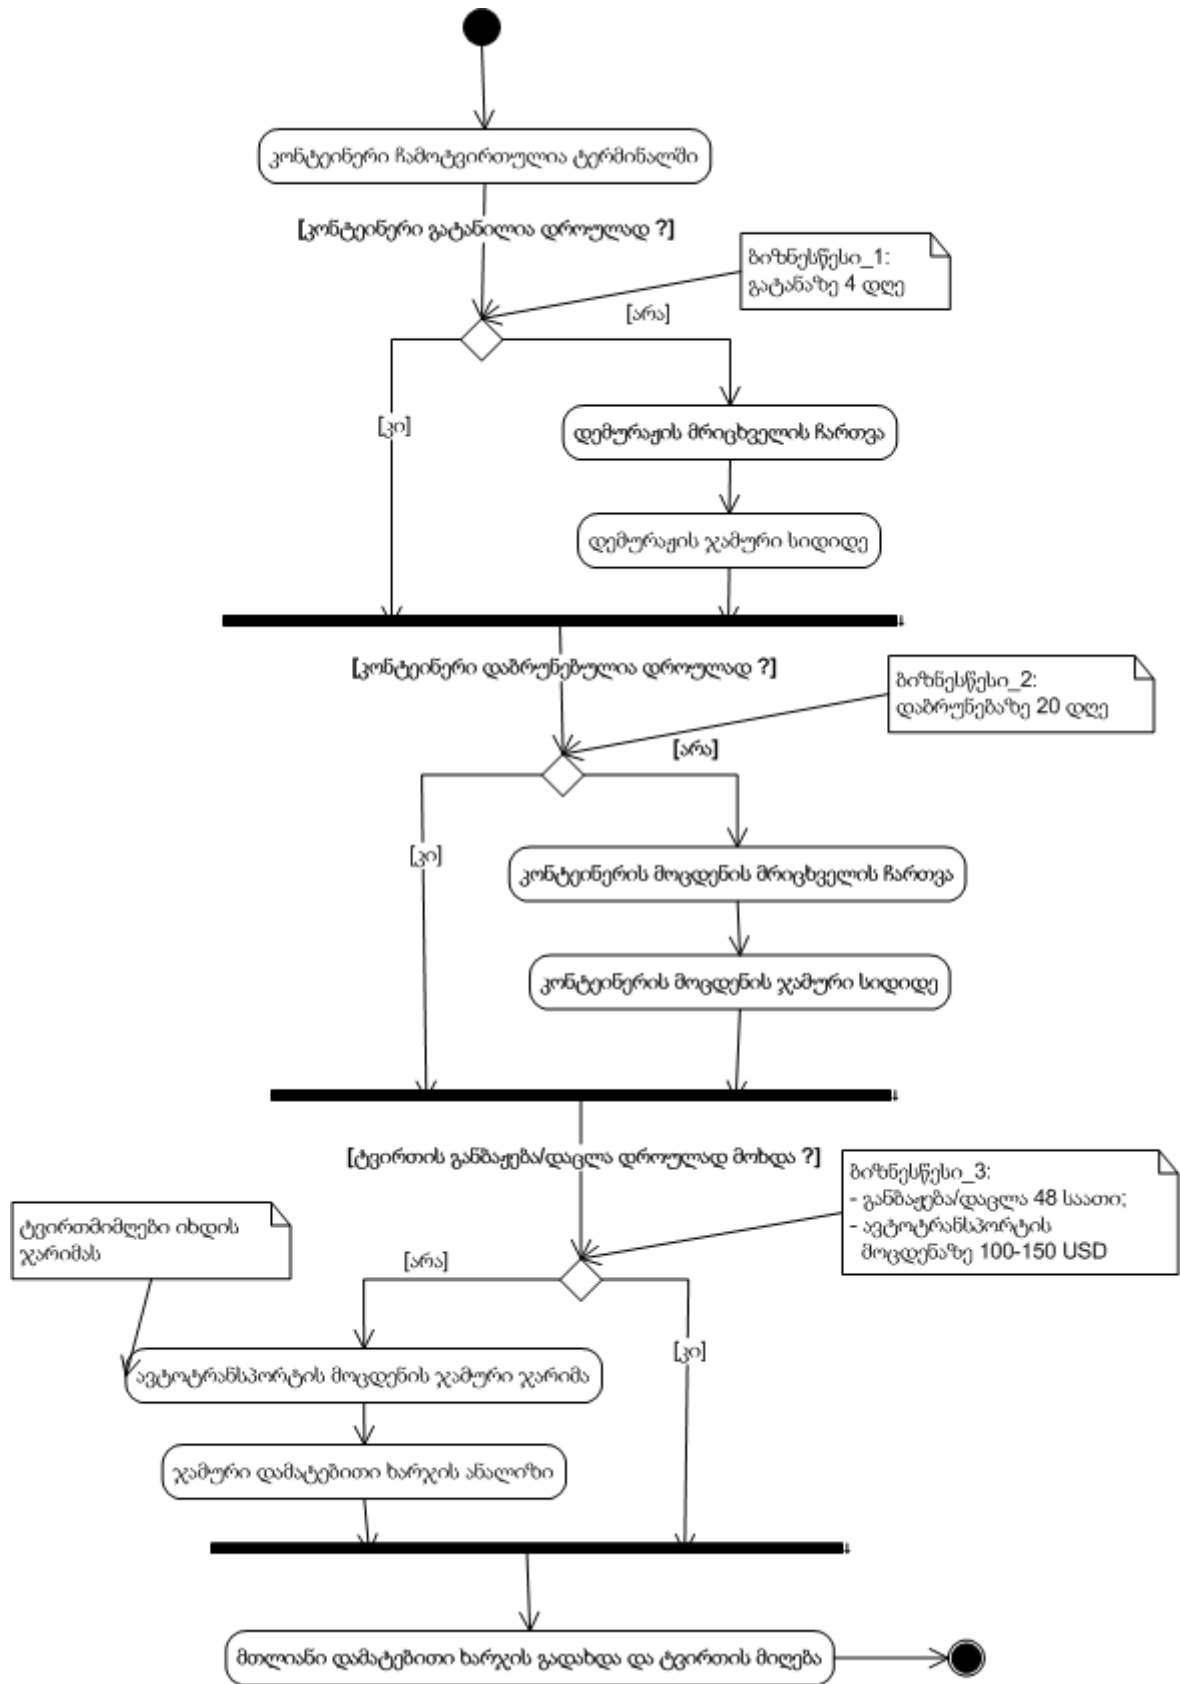 კონტეინერი ჩამოტვირთულია ტერმინალში
[კონტეინერი გატანილია დროულად ?]
ბიზნესწესი_1:
გატანაზე 4 დღე
[არა]
[კი]
დემურაჟის მრიცხველის ჩართვა
დემურაჟის ჯამური სიდიდე
[კონტეინერი დაბრუნებულია დროულად ?]
ბიზნესწესი_2:
დაბრუნებაზე 20 დღე
[არა]
[კი]
კონტეინერის მოცდენის მრიცხველის ჩართვა
კონტეინერის მოცდენის ჯამური სიდიდე
[ტვირთის განბაჟება/დაცლა დროულად მოხდა ?]
ბიზნესწესი_3:
- განბაჟება/დაცლა 48 საათი;
- ავტოტრანსპორტის
მოცდენაზე 100-150 USD
ტვირთმიმღები იხდის
ჯარიმას
[არა]
[კი]
ავტოტრანსპორტის მოცდენის ჯამური ჯარიმა
ჯამური დამატებითი ხარჯის ანალიზი
მთლიანი დამატებითი ხარჯის გადახდა და ტვირთის მიღება